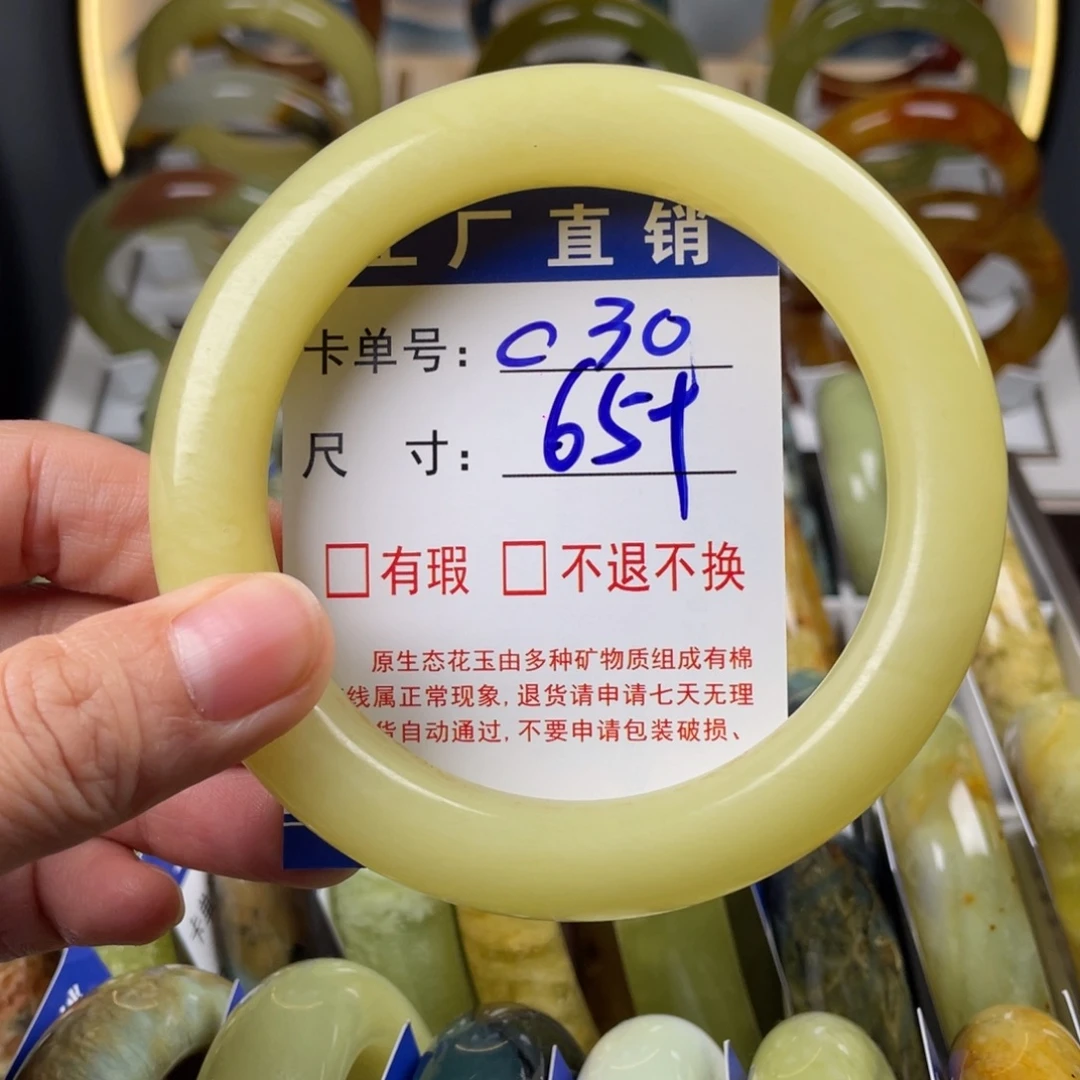 工厂直销
卡单号: C30
尺 寸: 65+
□有瑕 □不退不换
原生态花玉由多种矿物质组成有棉
线属正常现象, 退货请申请七天无理
货自动通过, 不要申请包装破损、